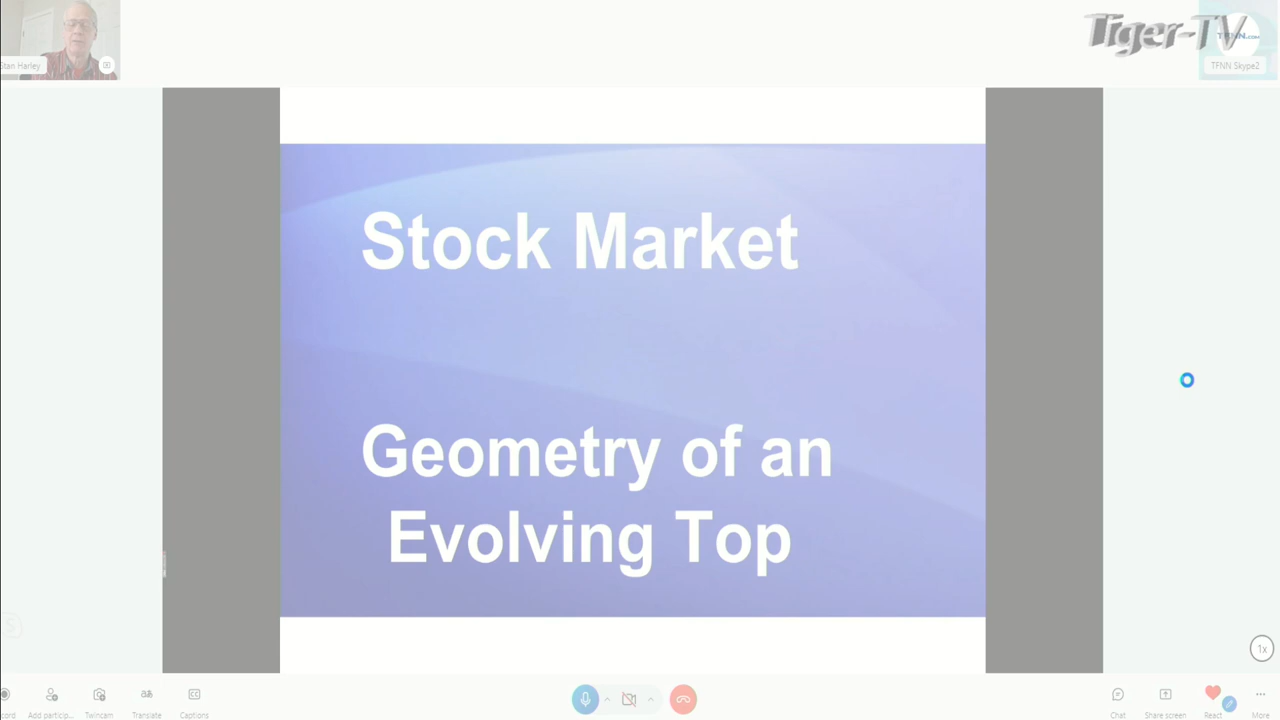 Tiger-TV
TFNN.COM
Stan Harley
TFNN Skype2
Stock Market
Geometry of an
Evolving Top
1x
cord
Add particip...
Twincam
Translate
Captions
CC
Chat
Share screen
React
More